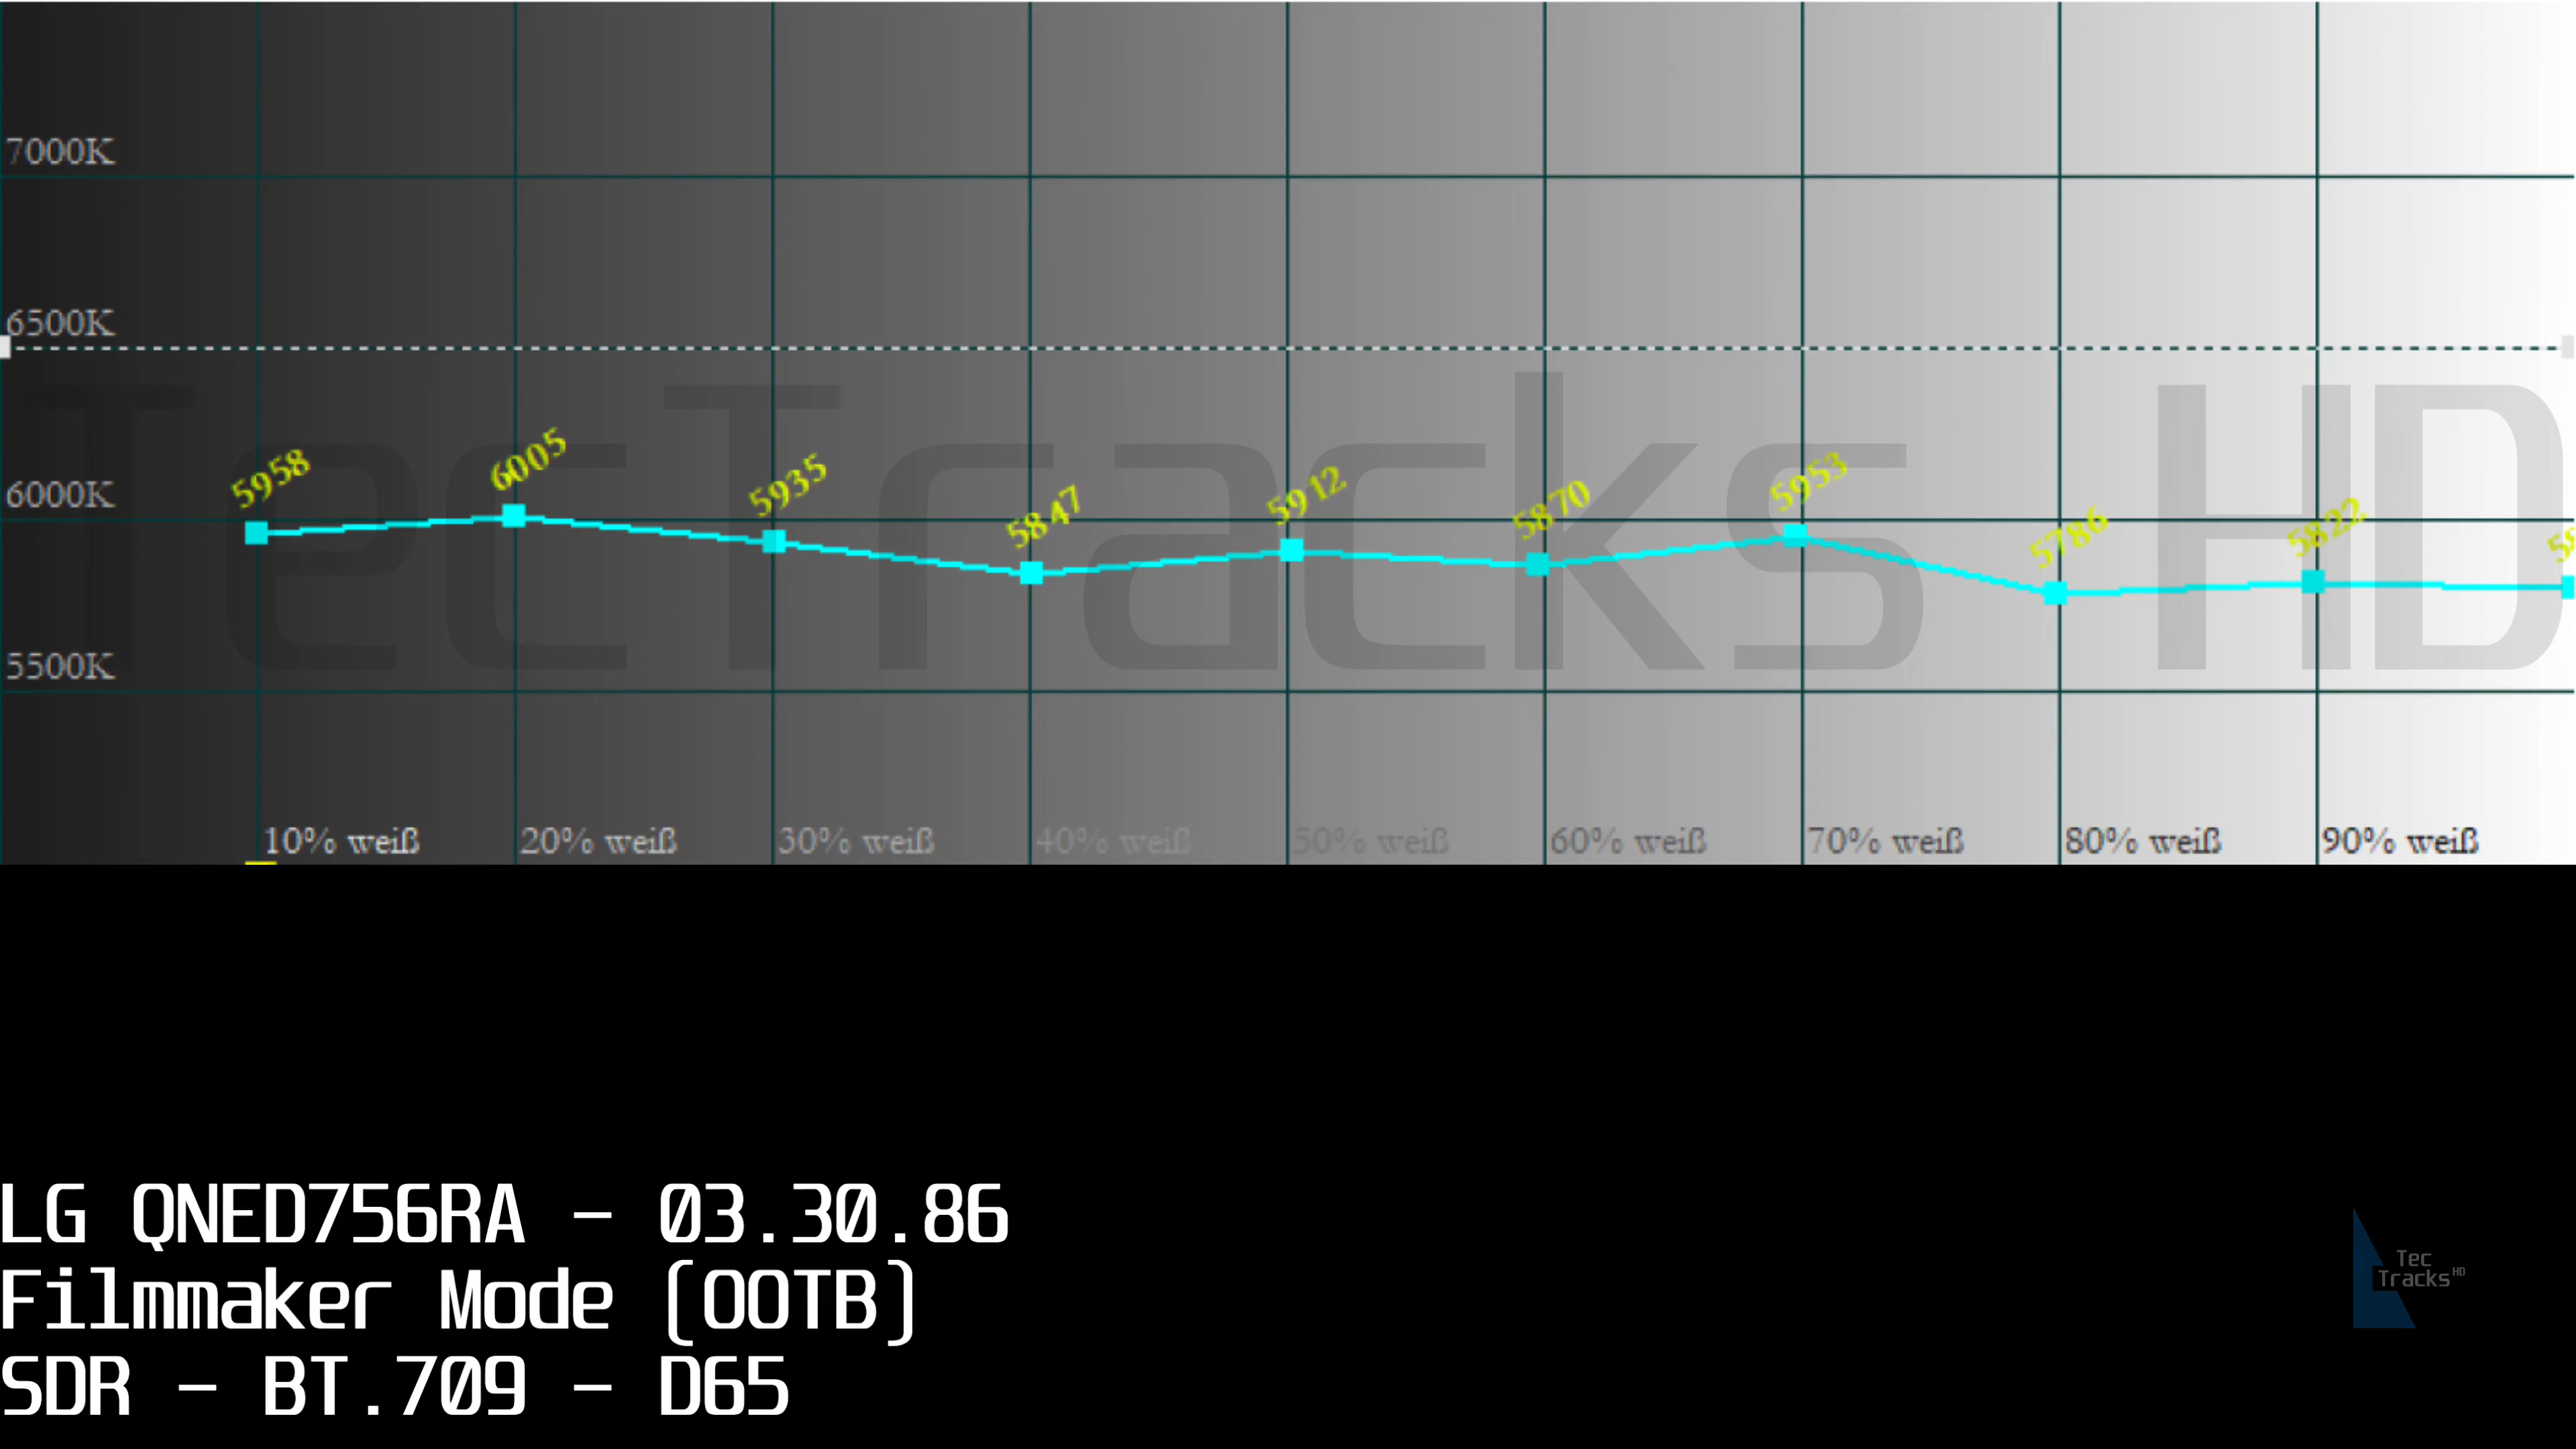 7000K
6500K
TecTracks HD
5958
6005
5935
5847
5912
5870
5953
5786
5822
6000K
5500K
10% weiß
20% weiß
30% weiß
40% weiß
50% weiß
60% weiß
70% weiß
80% weiß
90% weiß
LG QNED756RA - 03.30.86
Filmmaker Mode (OOTB)
SDR - BT.709 - D65
Tec
Tracks HD